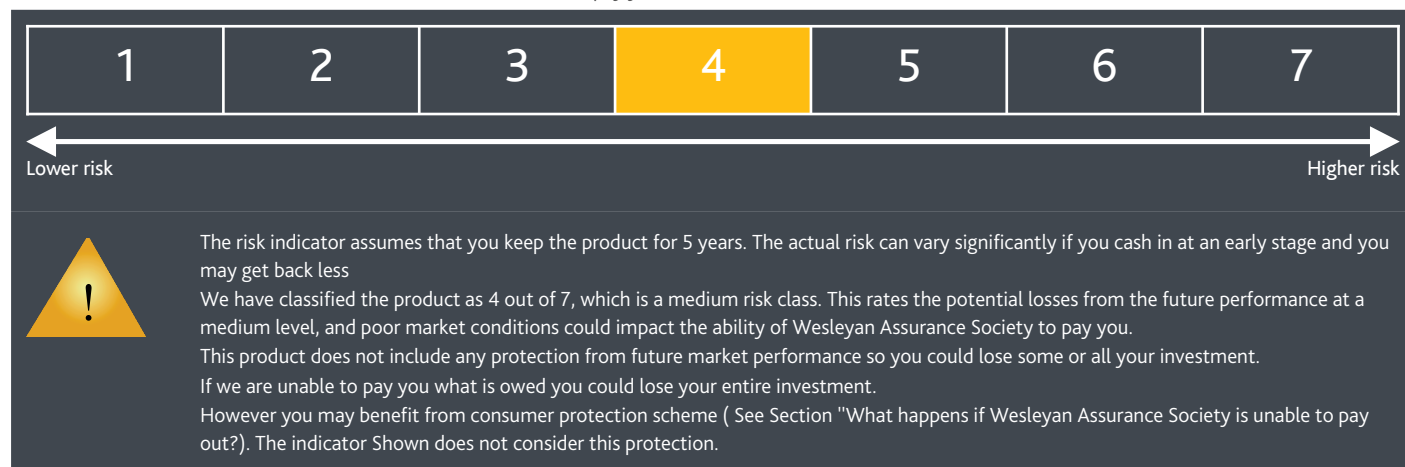 1 2 3 4 5 6 7
Lower risk Higher risk
!
The risk indicator assumes that you keep the product for 5 years. The actual risk can vary significantly if you cash in at an early stage and you
may get back less
We have classified the product as 4 out of 7, which is a medium risk class. This rates the potential losses from the future performance at a
medium level, and poor market conditions could impact the ability of Wesleyan Assurance Society to pay you.
This product does not include any protection from future market performance so you could lose some or all your investment.
If we are unable to pay you what is owed you could lose your entire investment.
However you may benefit from consumer protection scheme ( See Section "What happens if Wesleyan Assurance Society is unable to pay
out?). The indicator Shown does not consider this protection.